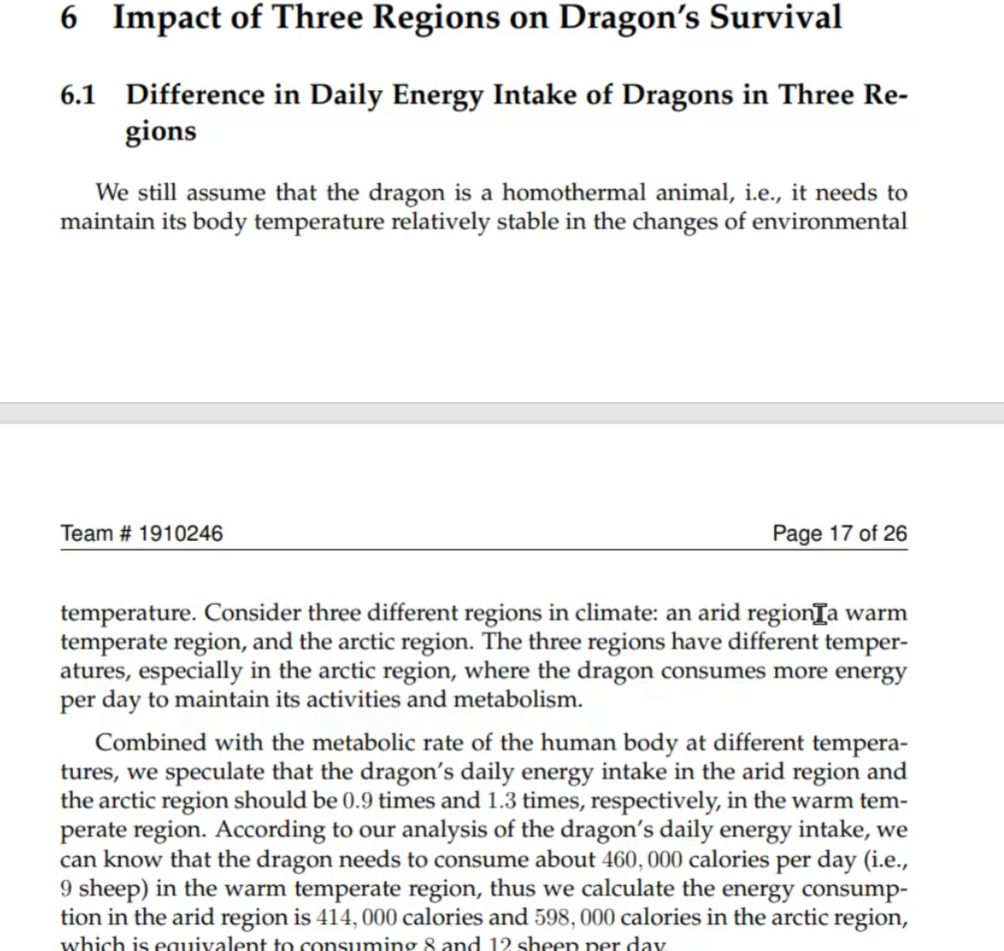 6 Impact of Three Regions on Dragon's Survival
6.1 Difference in Daily Energy Intake of Dragons in Three Re-
gions
We still assume that the dragon is a homothermal animal, i.e., it needs to
maintain its body temperature relatively stable in the changes of environmental
Team # 1910246 Page 17 of 26
temperature. Consider three different regions in climate: an arid region a warm
temperate region, and the arctic region. The three regions have different temper-
atures, especially in the arctic region, where the dragon consumes more energy
per day to maintain its activities and metabolism.
Combined with the metabolic rate of the human body at different tempera-
tures, we speculate that the dragon's daily energy intake in the arid region and
the arctic region should be 0.9 times and 1.3 times, respectively, in the warm tem-
perate region. According to our analysis of the dragon's daily energy intake, we
can know that the dragon needs to consume about 460,000 calories per day (i.e.,
9 sheep) in the warm temperate region, thus we calculate the energy consump-
tion in the arid region is 414,000 calories and 598,000 calories in the arctic region,
which is equivalent to consuming 8 and 12 sheep per day.